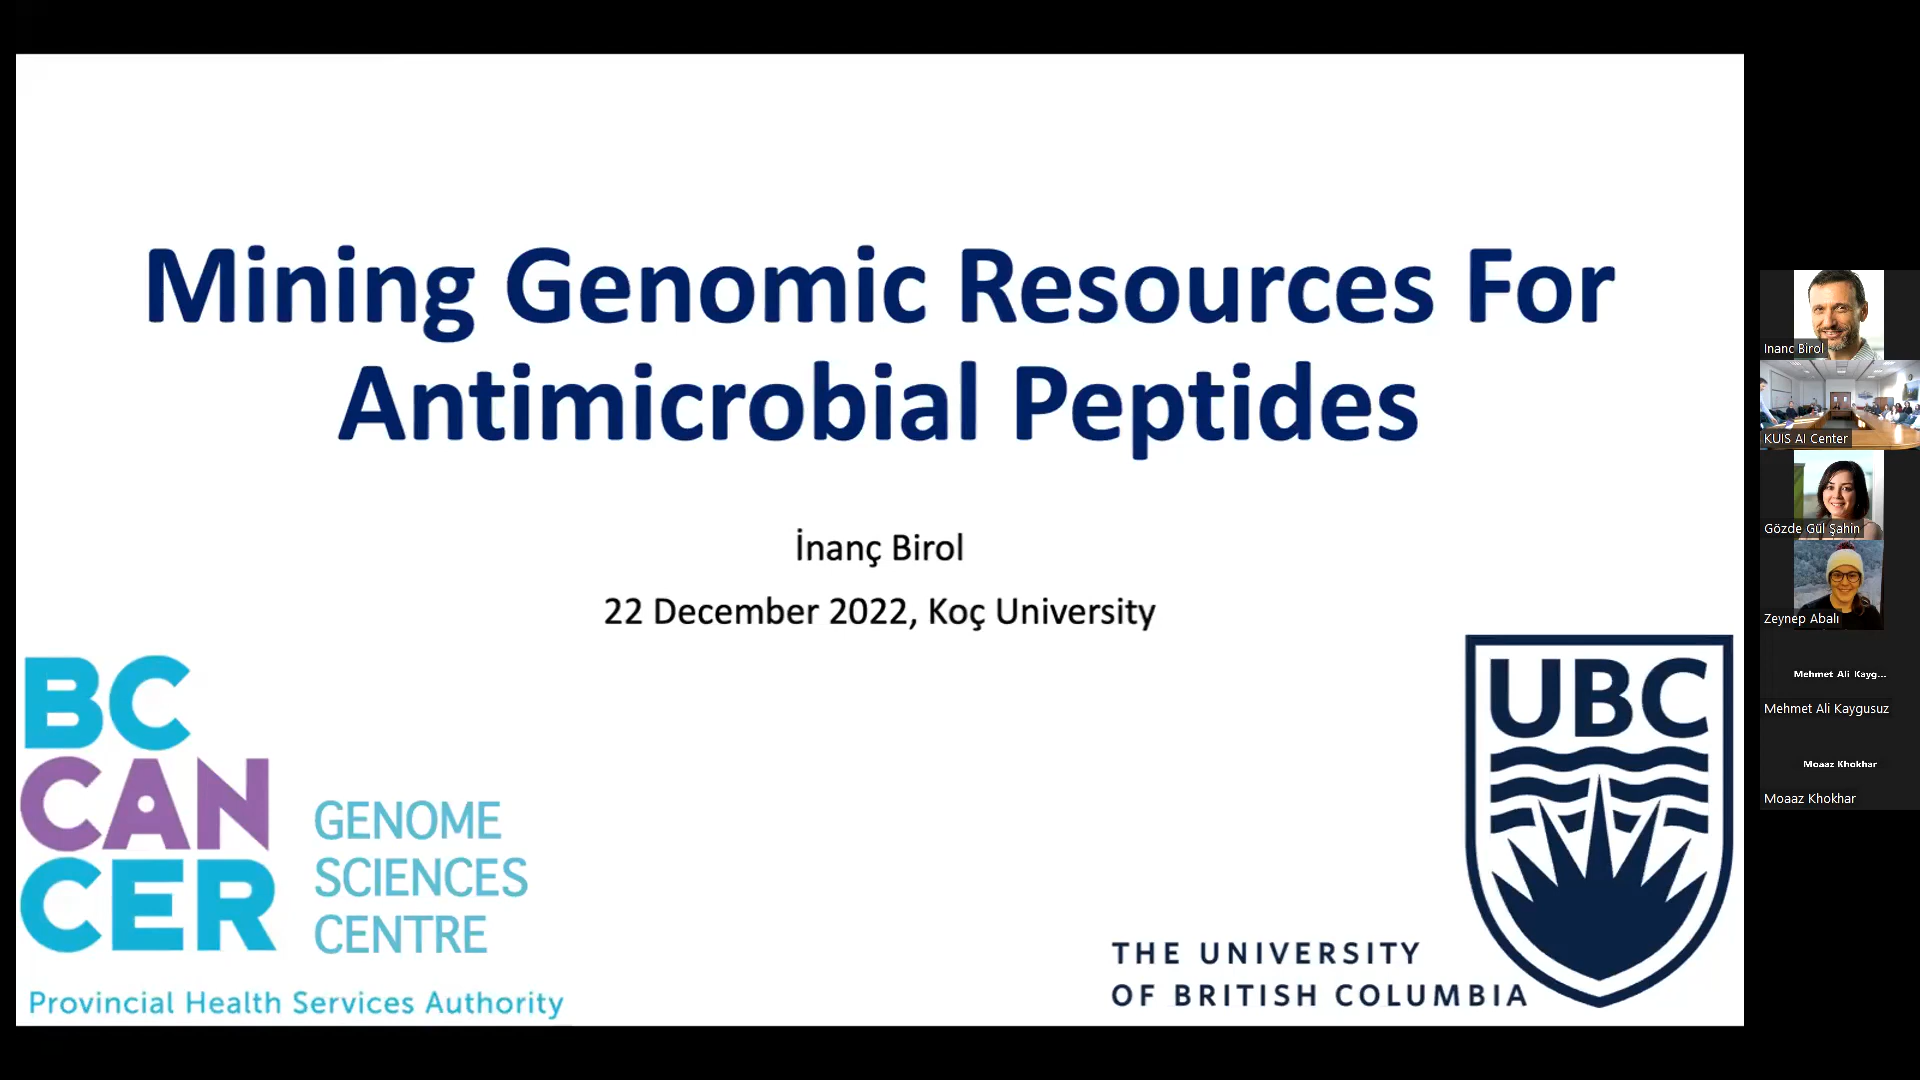 Mining Genomic Resources For
Antimicrobial Peptides
İnanç Birol
22 December 2022, Koç University
BC
CAN
CER
GENOME
SCIENCES
CENTRE
Provincial Health Services Authority
UBC
THE UNIVERSITY
OF BRITISH COLUMBIA
Inanc Birol
KUIS AI Center
Gözde Gül Şahin
Zeynep Abalı
Mehmet Ali Kayg...
Mehmet Ali Kaygusuz
Moaaz Khokhar
Moaaz Khokhar